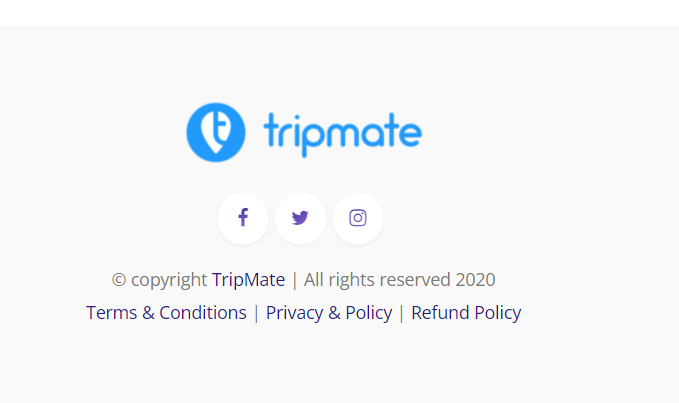 tripmate
© copyright TripMate | All rights reserved 2020
Terms & Conditions | Privacy & Policy | Refund Policy